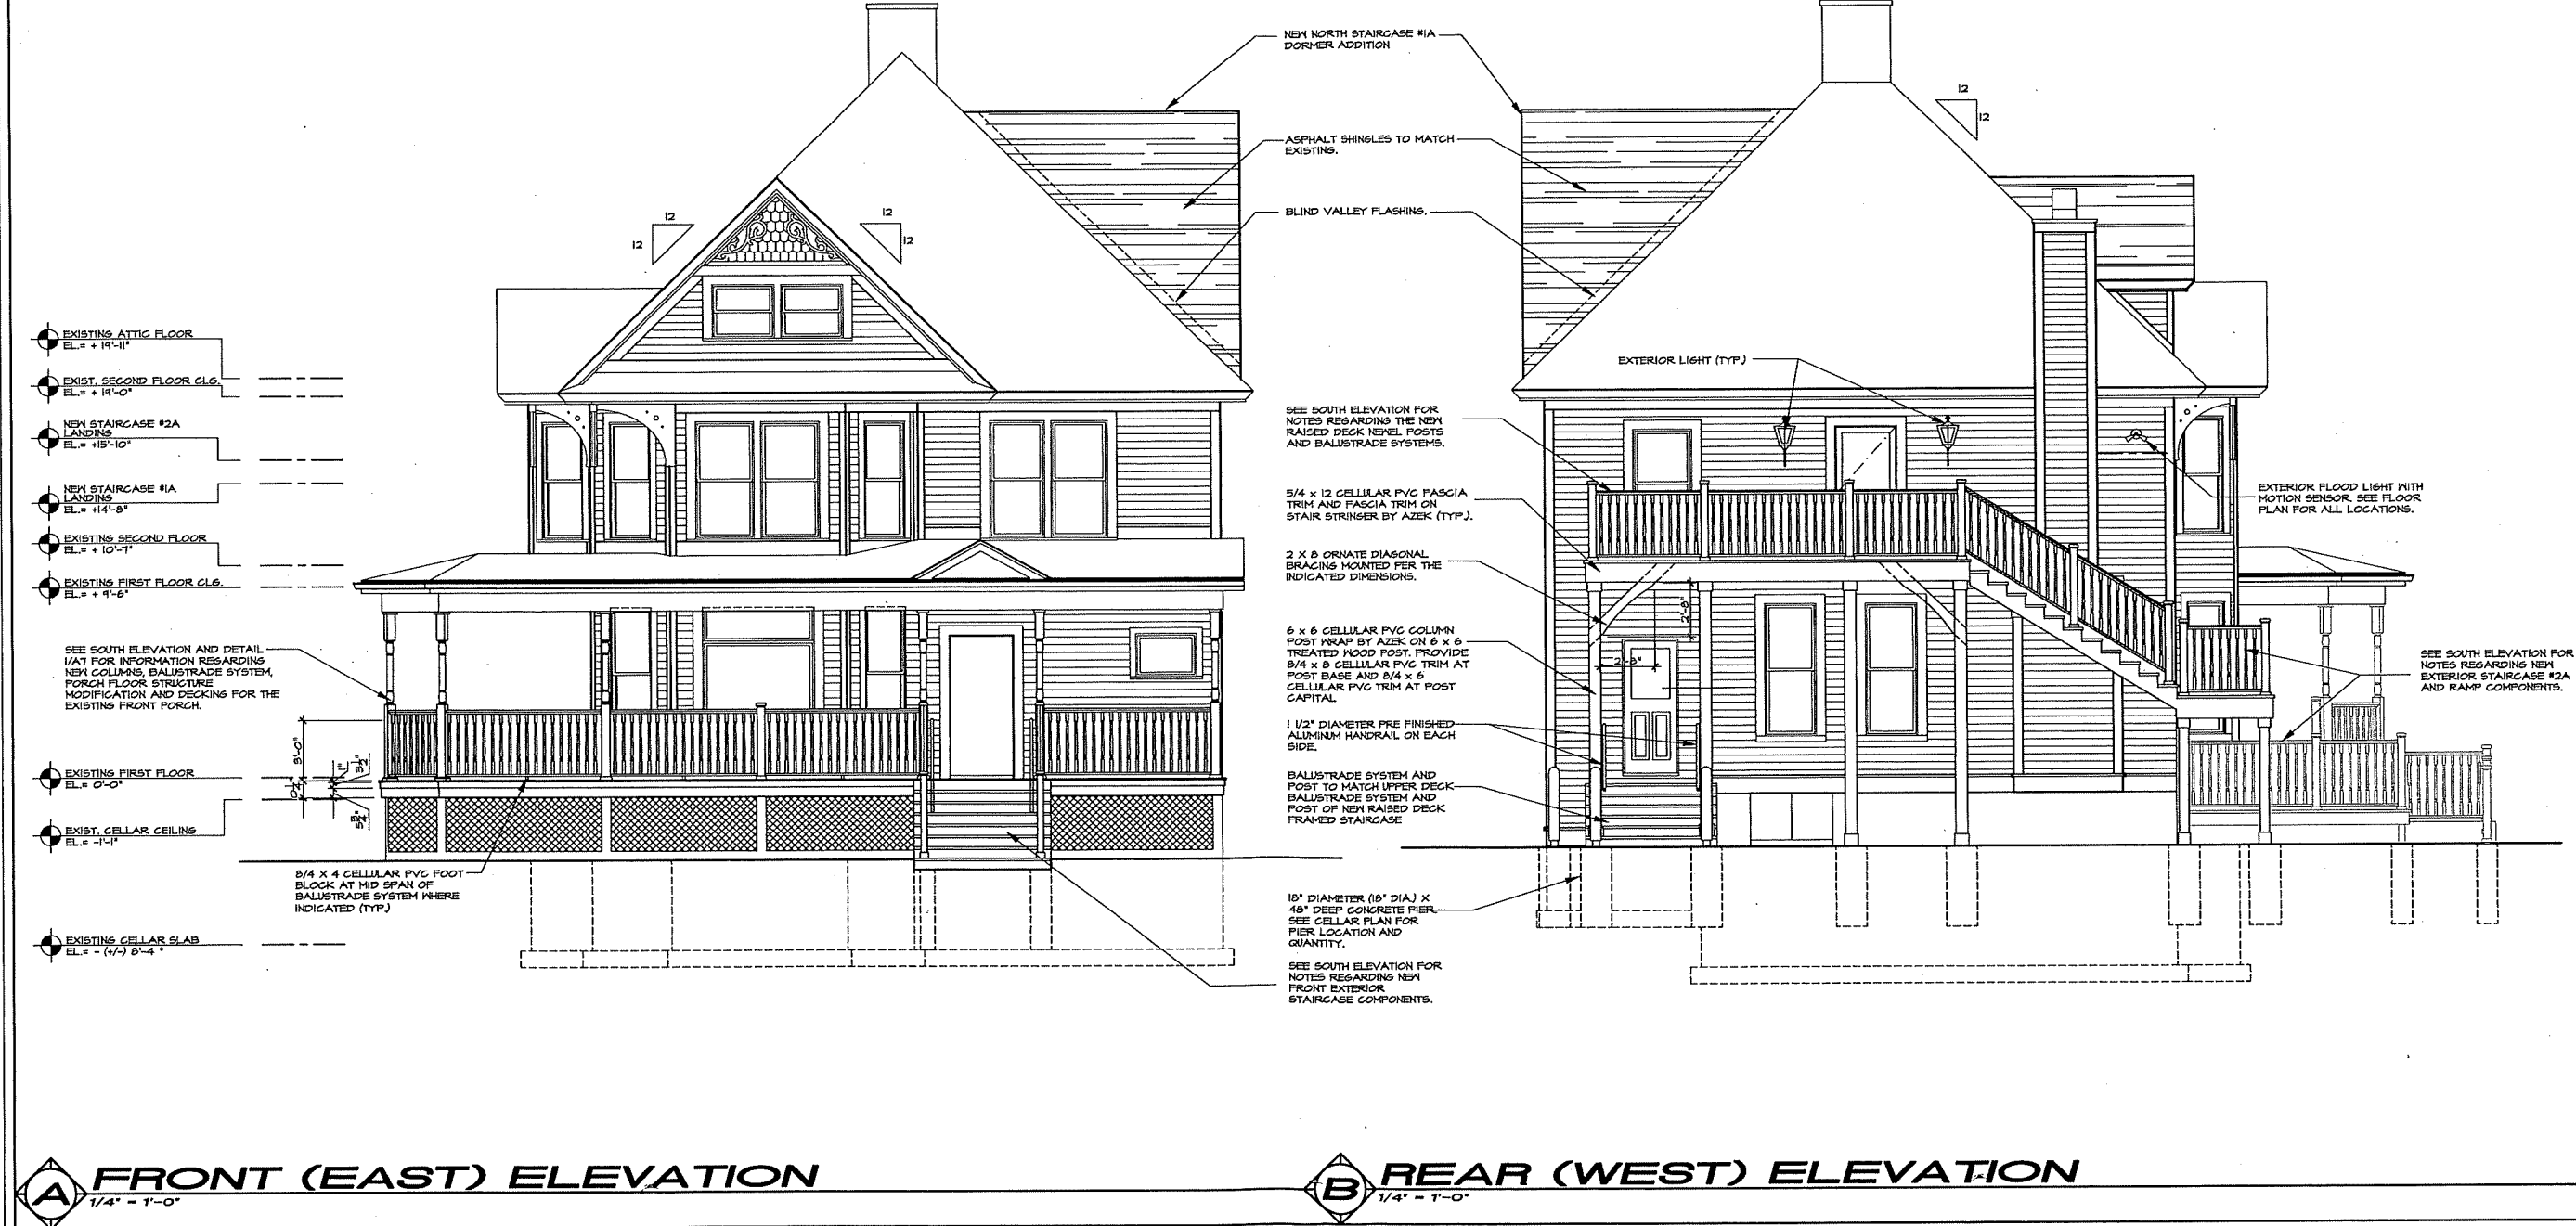 NEW NORTH STAIRCASE #1A
DORMER ADDITION
ASPHALT SHINGLES TO MATCH
EXISTING.
BLIND VALLEY FLASHING.
12
12
12
12
12
12
EXISTING ATTIC FLOOR
EL.= + 19'-11"
EXIST. SECOND FLOOR CLG.
EL.= + 19'-0"
NEW STAIRCASE #2A
LANDING
EL.= +15'-10"
NEW STAIRCASE #1A
LANDING
EL.= +14'-8"
EXISTING SECOND FLOOR
EL.= + 10'-7"
EXISTING FIRST FLOOR CLG.
EL.= + 9'-6"
SEE SOUTH ELEVATION AND DETAIL
1/A7 FOR INFORMATION REGARDING
NEW COLUMNS, BALUSTRADE SYSTEM,
PORCH FLOOR STRUCTURE
MODIFICATION AND DECKING FOR THE
EXISTING FRONT PORCH.
3'-0"
1"
3 1/2"
5 3/4"
EXISTING FIRST FLOOR
EL.= 0'-0"
EXIST. CELLAR CEILING
EL.= -1'-1"
8/4 X 4 CELLULAR PVC FOOT
BLOCK AT MID SPAN OF
BALUSTRADE SYSTEM WHERE
INDICATED (TYP.)
EXISTING CELLAR SLAB
EL.= - (+/-) 8'-4 "
EXTERIOR LIGHT (TYP.)
SEE SOUTH ELEVATION FOR
NOTES REGARDING THE NEW
RAISED DECK NEWEL POSTS
AND BALUSTRADE SYSTEMS.
5/4 x 12 CELLULAR PVC FASCIA
TRIM AND FASCIA TRIM ON
STAIR STRINGER BY AZEK (TYP.).
2 X 8 ORNATE DIAGONAL
BRACING MOUNTED PER THE
INDICATED DIMENSIONS.
6 x 6 CELLULAR PVC COLUMN
POST WRAP BY AZEK ON 6 x 6
TREATED WOOD POST. PROVIDE
8/4 x 8 CELLULAR PVC TRIM AT
POST BASE AND 8/4 x 6
CELLULAR PVC TRIM AT POST
CAPITAL.
1 1/2" DIAMETER PRE FINISHED
ALUMINUM HANDRAIL ON EACH
SIDE.
BALUSTRADE SYSTEM AND
POST TO MATCH UPPER DECK
BALUSTRADE SYSTEM AND
POST OF NEW RAISED DECK
FRAMED STAIRCASE
18" DIAMETER (18" DIA.) X
48" DEEP CONCRETE PIER
SEE CELLAR PLAN FOR
PIER LOCATION AND
QUANTITY.
SEE SOUTH ELEVATION FOR
NOTES REGARDING NEW
FRONT EXTERIOR
STAIRCASE COMPONENTS.
2'-8"
2'-8"
EXTERIOR FLOOD LIGHT WITH
MOTION SENSOR. SEE FLOOR
PLAN FOR ALL LOCATIONS.
SEE SOUTH ELEVATION FOR
NOTES REGARDING NEW
EXTERIOR STAIRCASE #2A
AND RAMP COMPONENTS.
A FRONT (EAST) ELEVATION
1/4" = 1'-0"
B REAR (WEST) ELEVATION
1/4" = 1'-0"